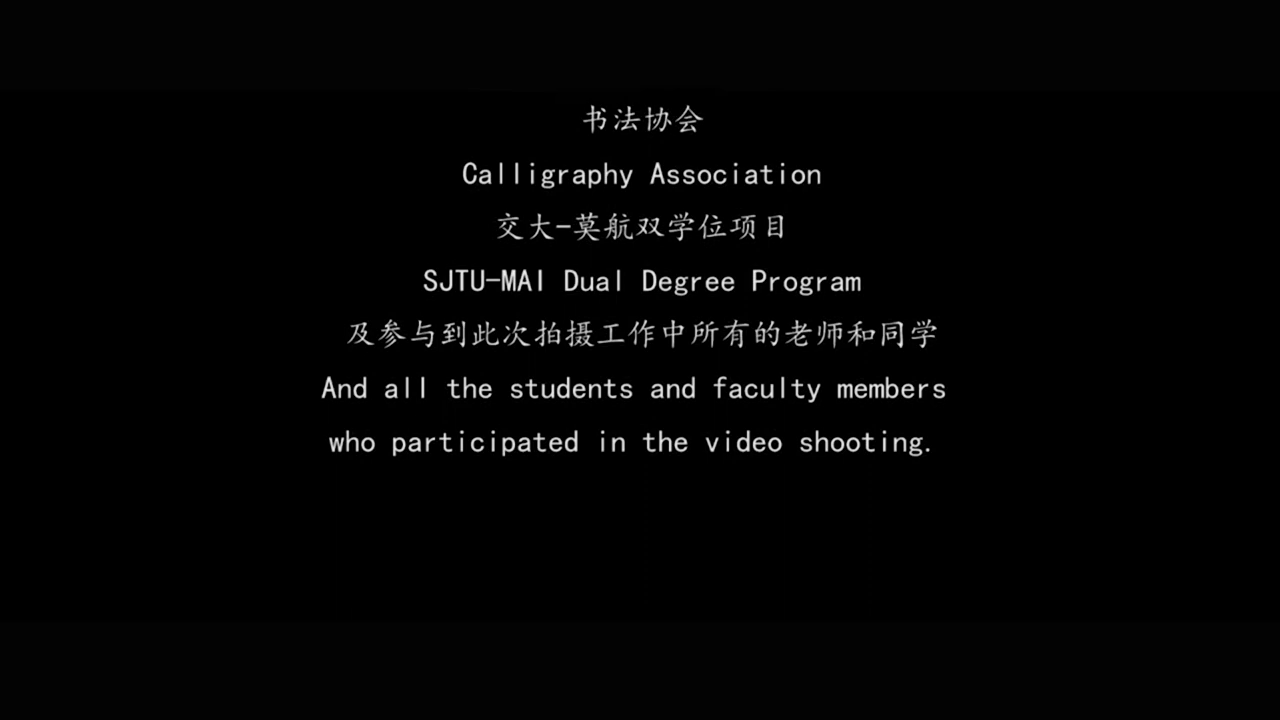 书法协会
Calligraphy Association
交大-莫航双学位项目
SJTU-MAI Dual Degree Program
及参与到此次拍摄工作中所有的老师和同学
And all the students and faculty members
who participated in the video shooting.